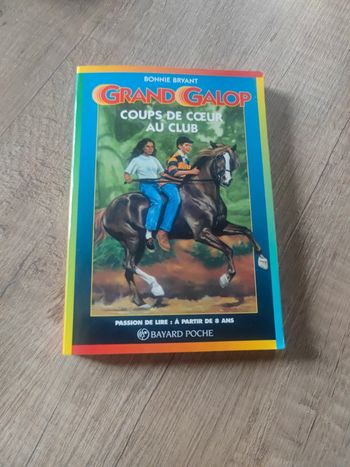 BONNIE BRYANT
GRAND GALOP
COUPS DE CŒUR
AU CLUB
PASSION DE LIRE : À PARTIR DE 8 ANS
BAYARD POCHE